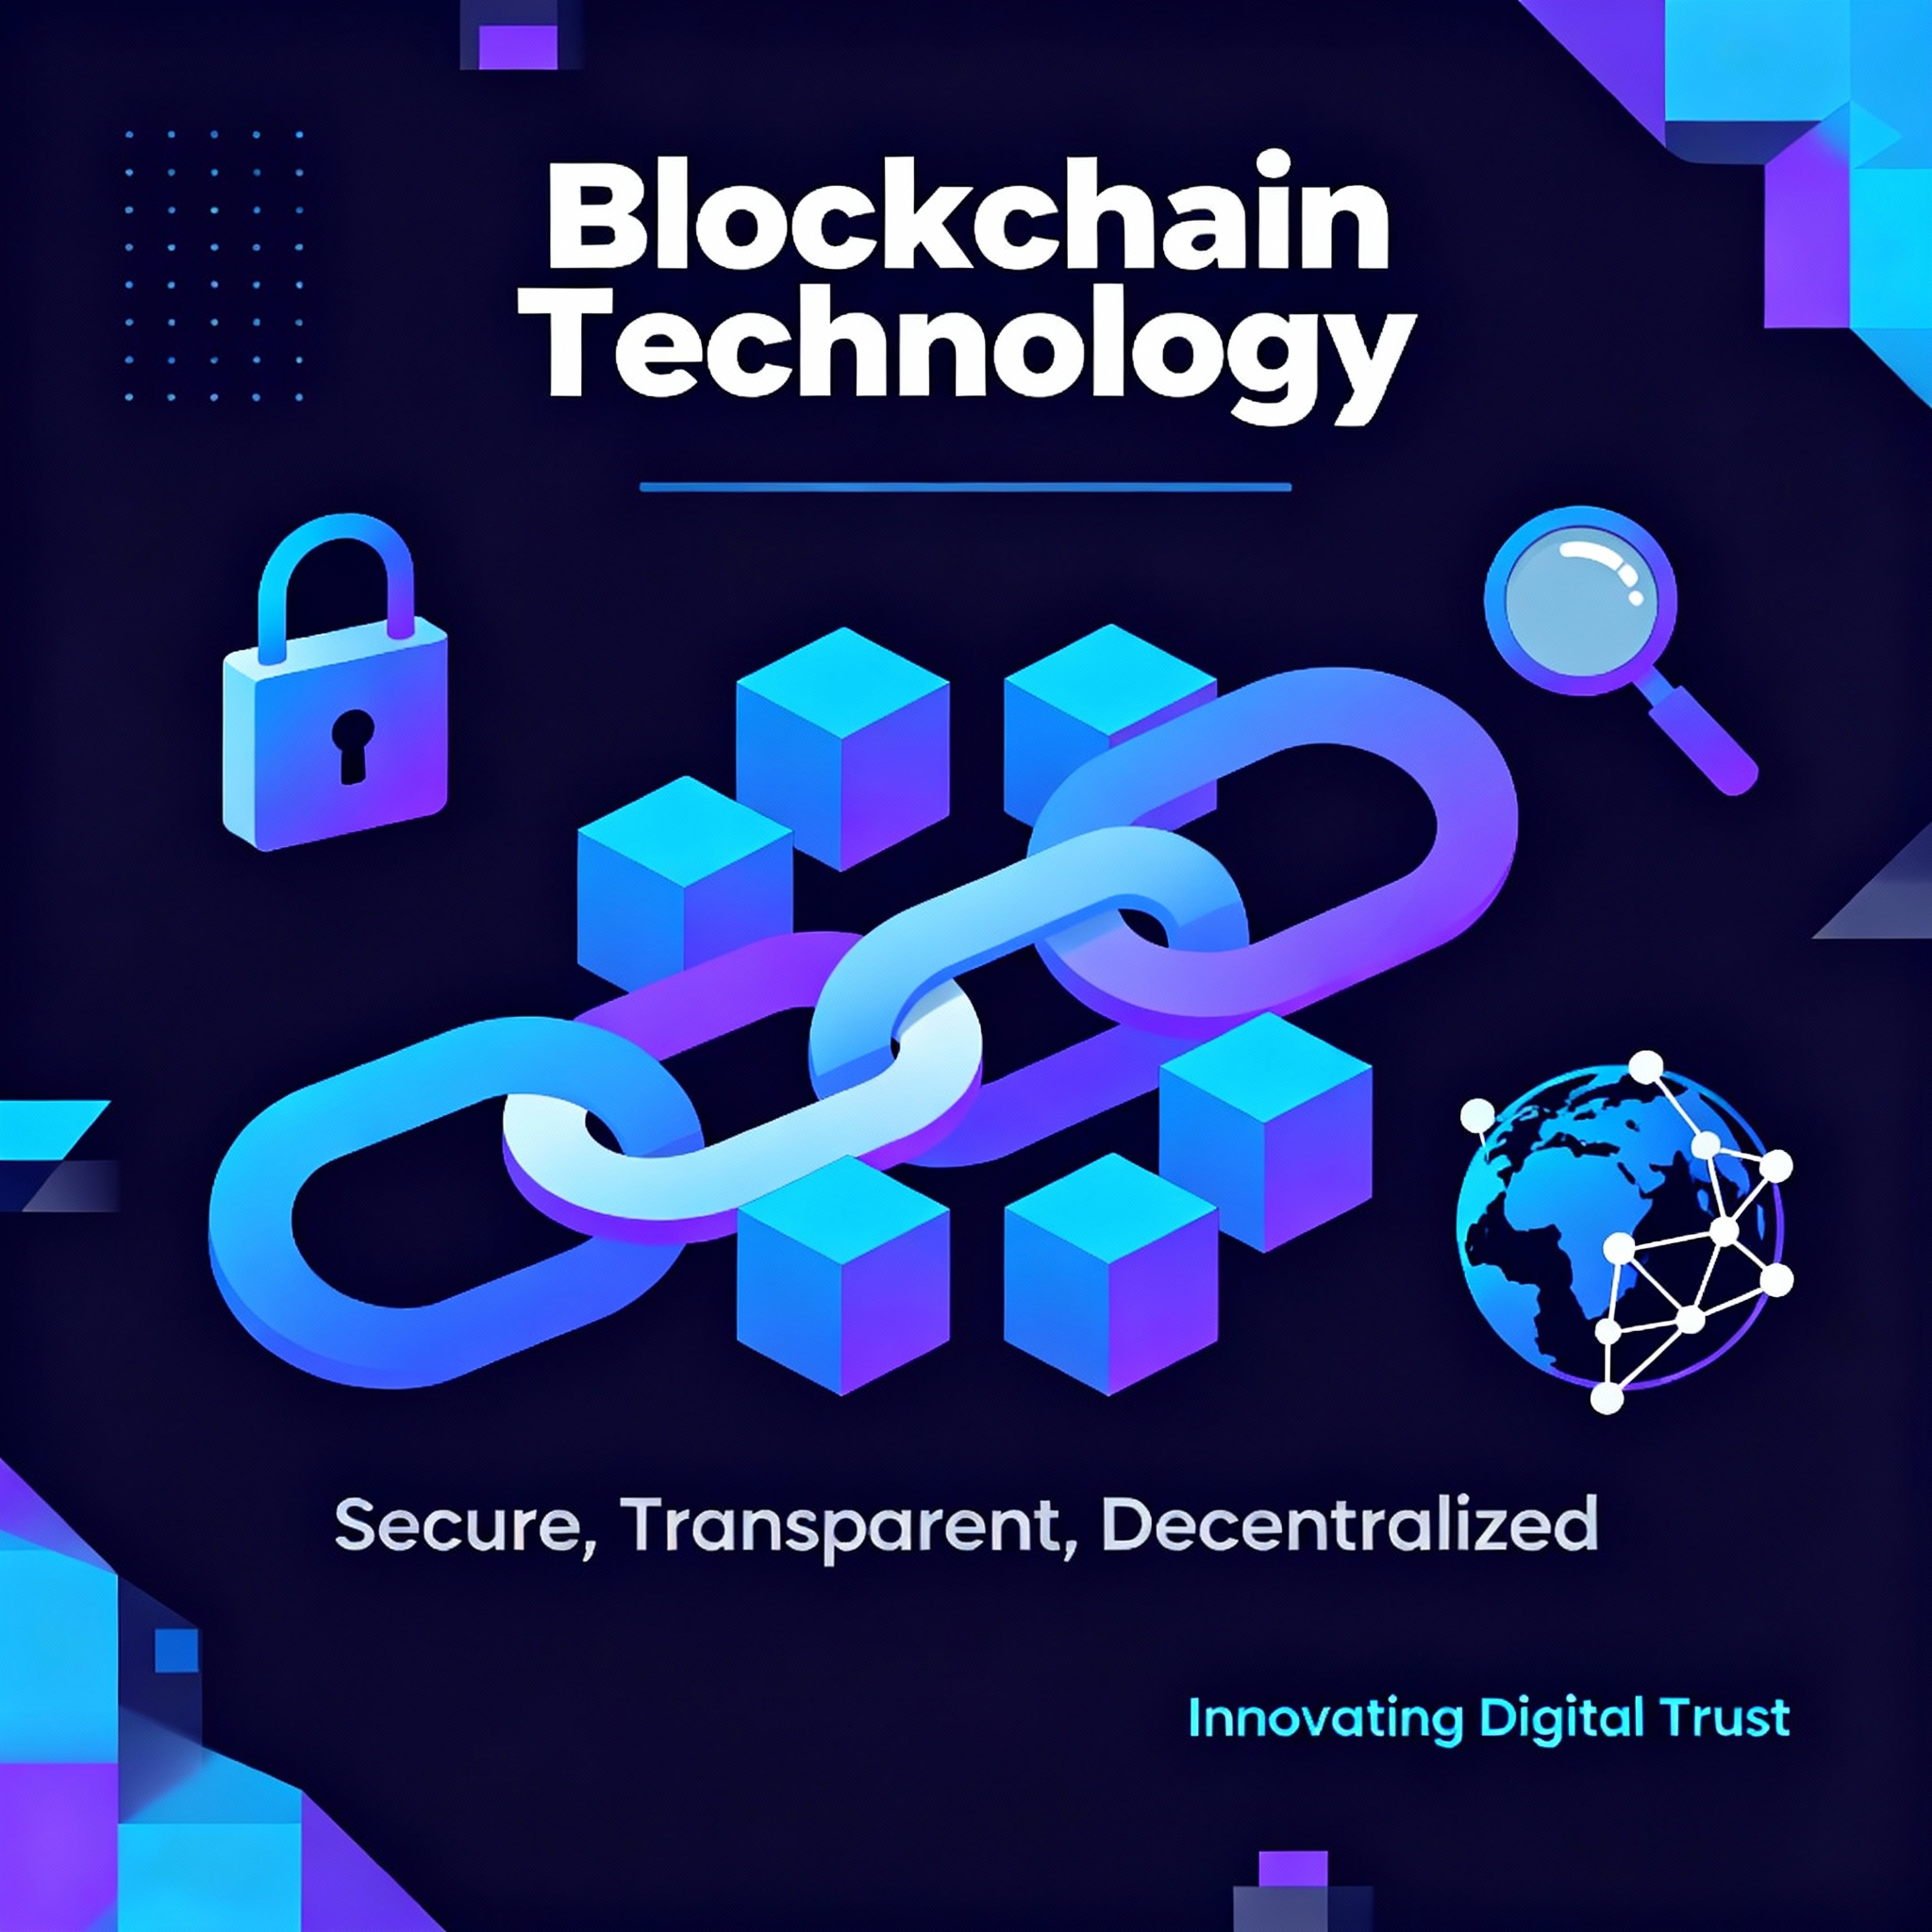 Blockchain
Technology
Secure, Transparent, Decentralized
Innovating Digital Trust